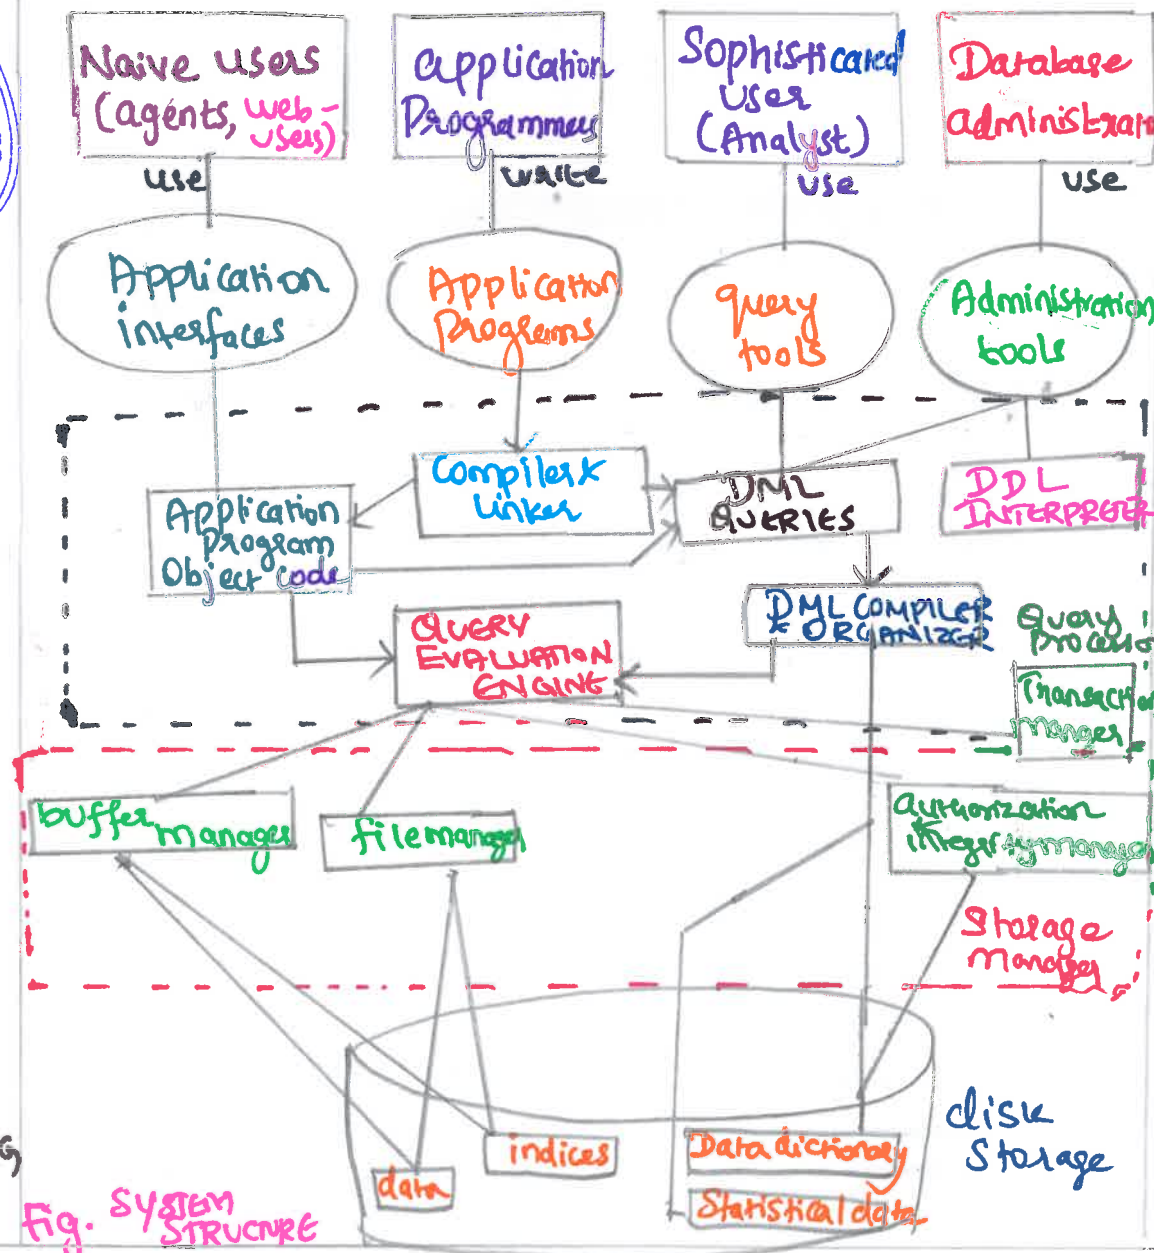 Naive users
(agents, web-
users)
application
Programmers
Sophisticated
user
(Analyst)
Database
administrator
use
write
use
use
Application
interfaces
Application
Programs
query
tools
Administration
tools
Compiler &
Linker
DML
QUERIES
DDL
INTERPRETER
Application
Program
Object code
QUERY
EVALUATION
ENGINE
DML COMPILER
& ORGANIZER
Query
Processo
Transaction
manger
buffer manager
file manager
authorization
integrity manager
Storage
Manager
data
indices
Data dictionary
Statistical data
disk
Storage
G,
Fig. SYSTEM
STRUCTURE